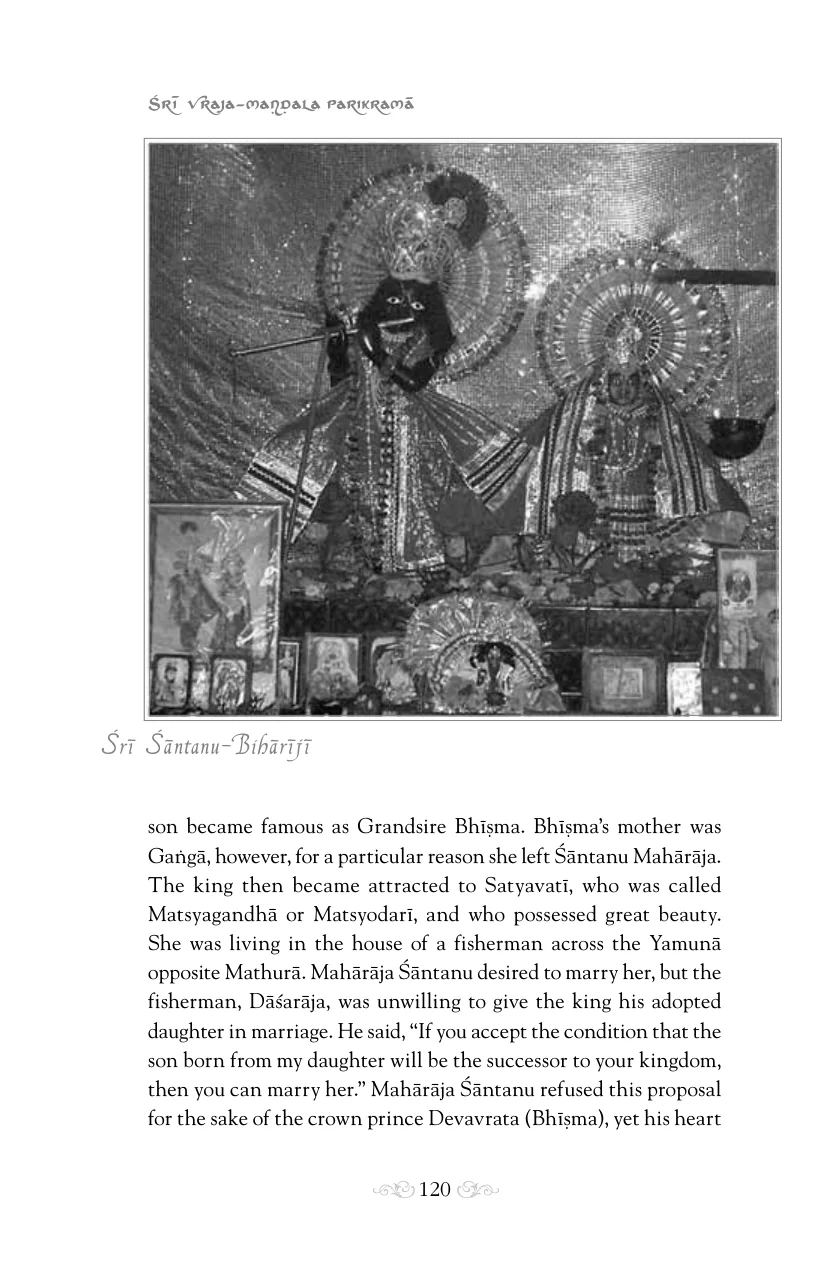 Śrī Vraja-maṇḍala Parikramā
Śrī Śāntanu-Bihārījī
son became famous as Grandsire Bhīṣma. Bhīṣma’s mother was
Gaṅgā, however, for a particular reason she left Śāntanu Mahārāja.
The king then became attracted to Satyavatī, who was called
Matsyagandhā or Matsyodarī, and who possessed great beauty.
She was living in the house of a fisherman across the Yamunā
opposite Mathurā. Mahārāja Śāntanu desired to marry her, but the
fisherman, Dāśarāja, was unwilling to give the king his adopted
daughter in marriage. He said, “If you accept the condition that the
son born from my daughter will be the successor to your kingdom,
then you can marry her.” Mahārāja Śāntanu refused this proposal
for the sake of the crown prince Devavrata (Bhīṣma), yet his heart
120